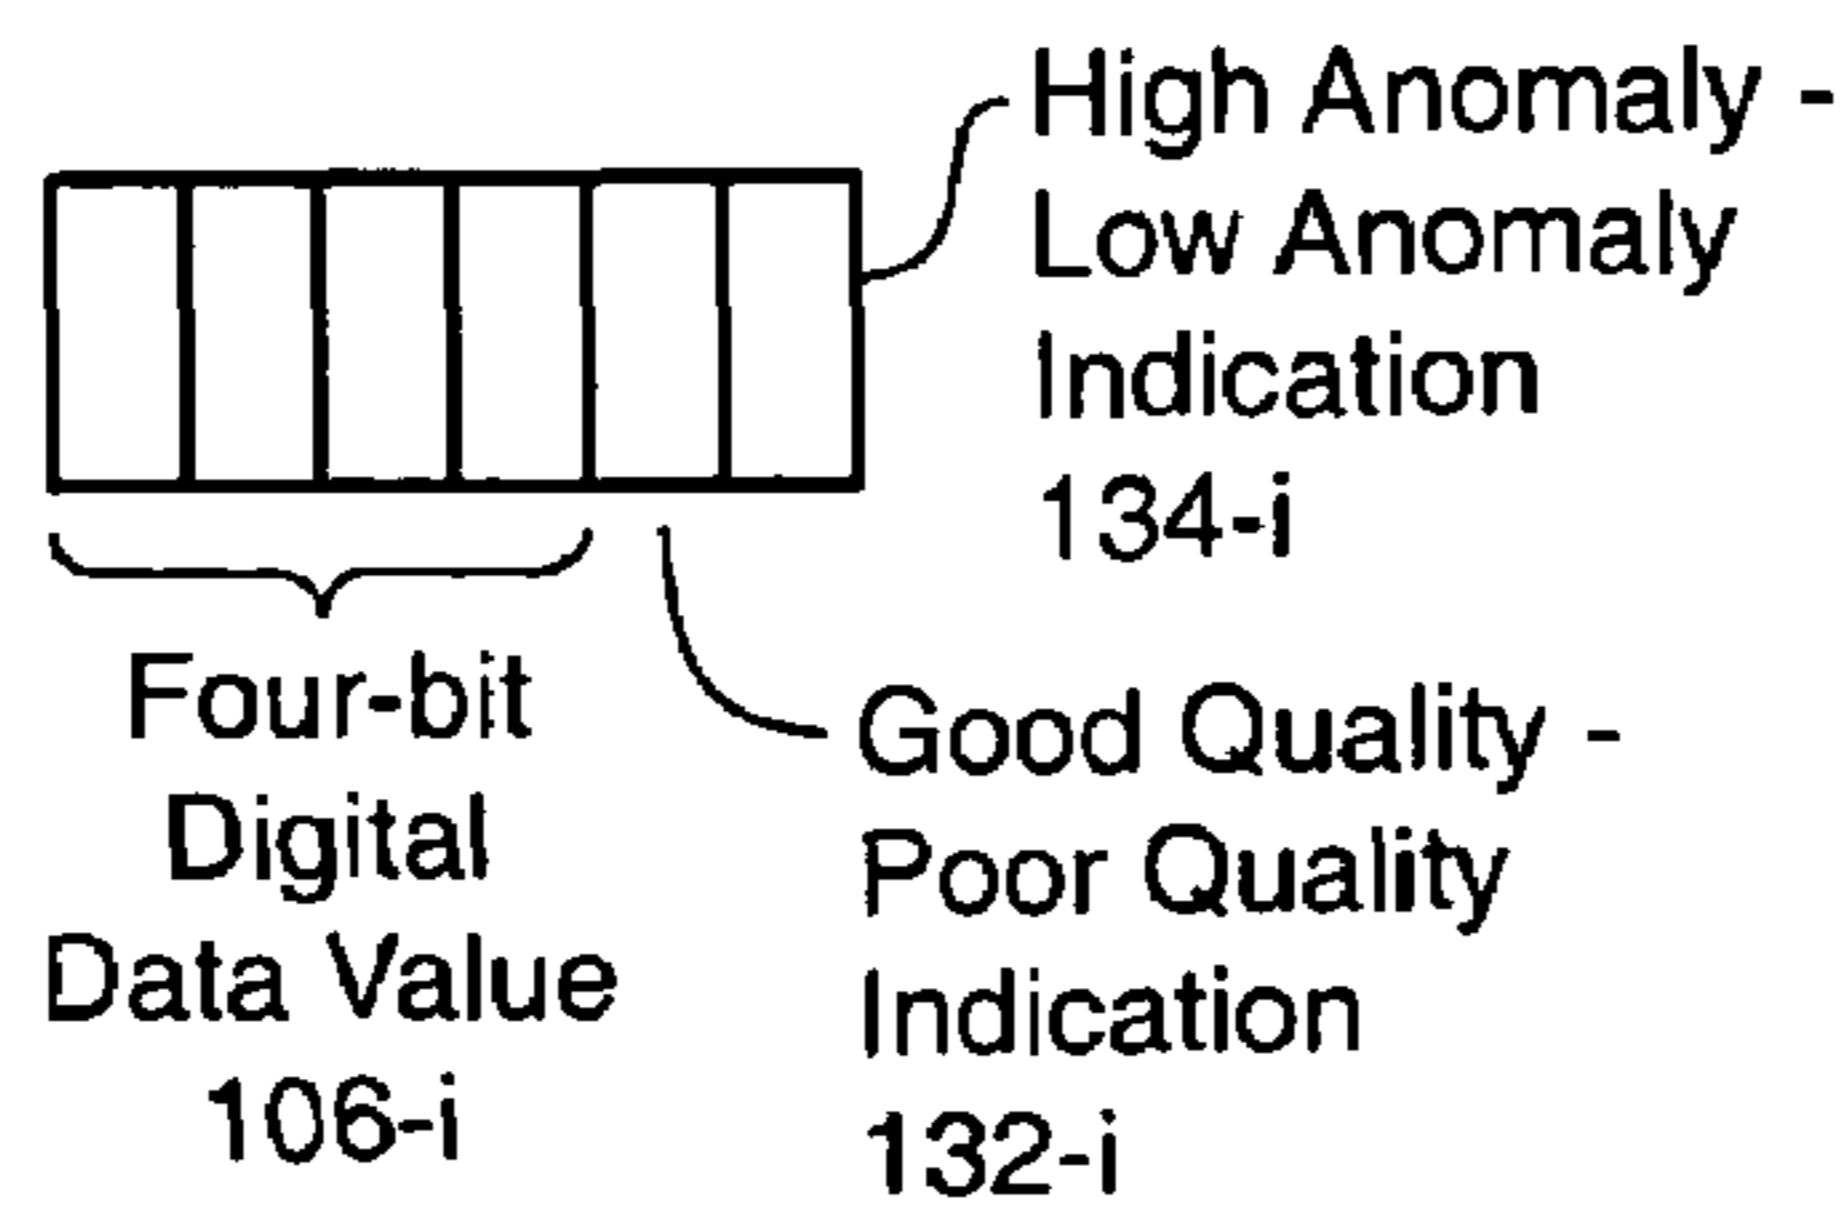 High Anomaly -
Low Anomaly
Indication
134-i
Four-bit
Digital
Data Value
106-i
Good Quality -
Poor Quality
Indication
132-i